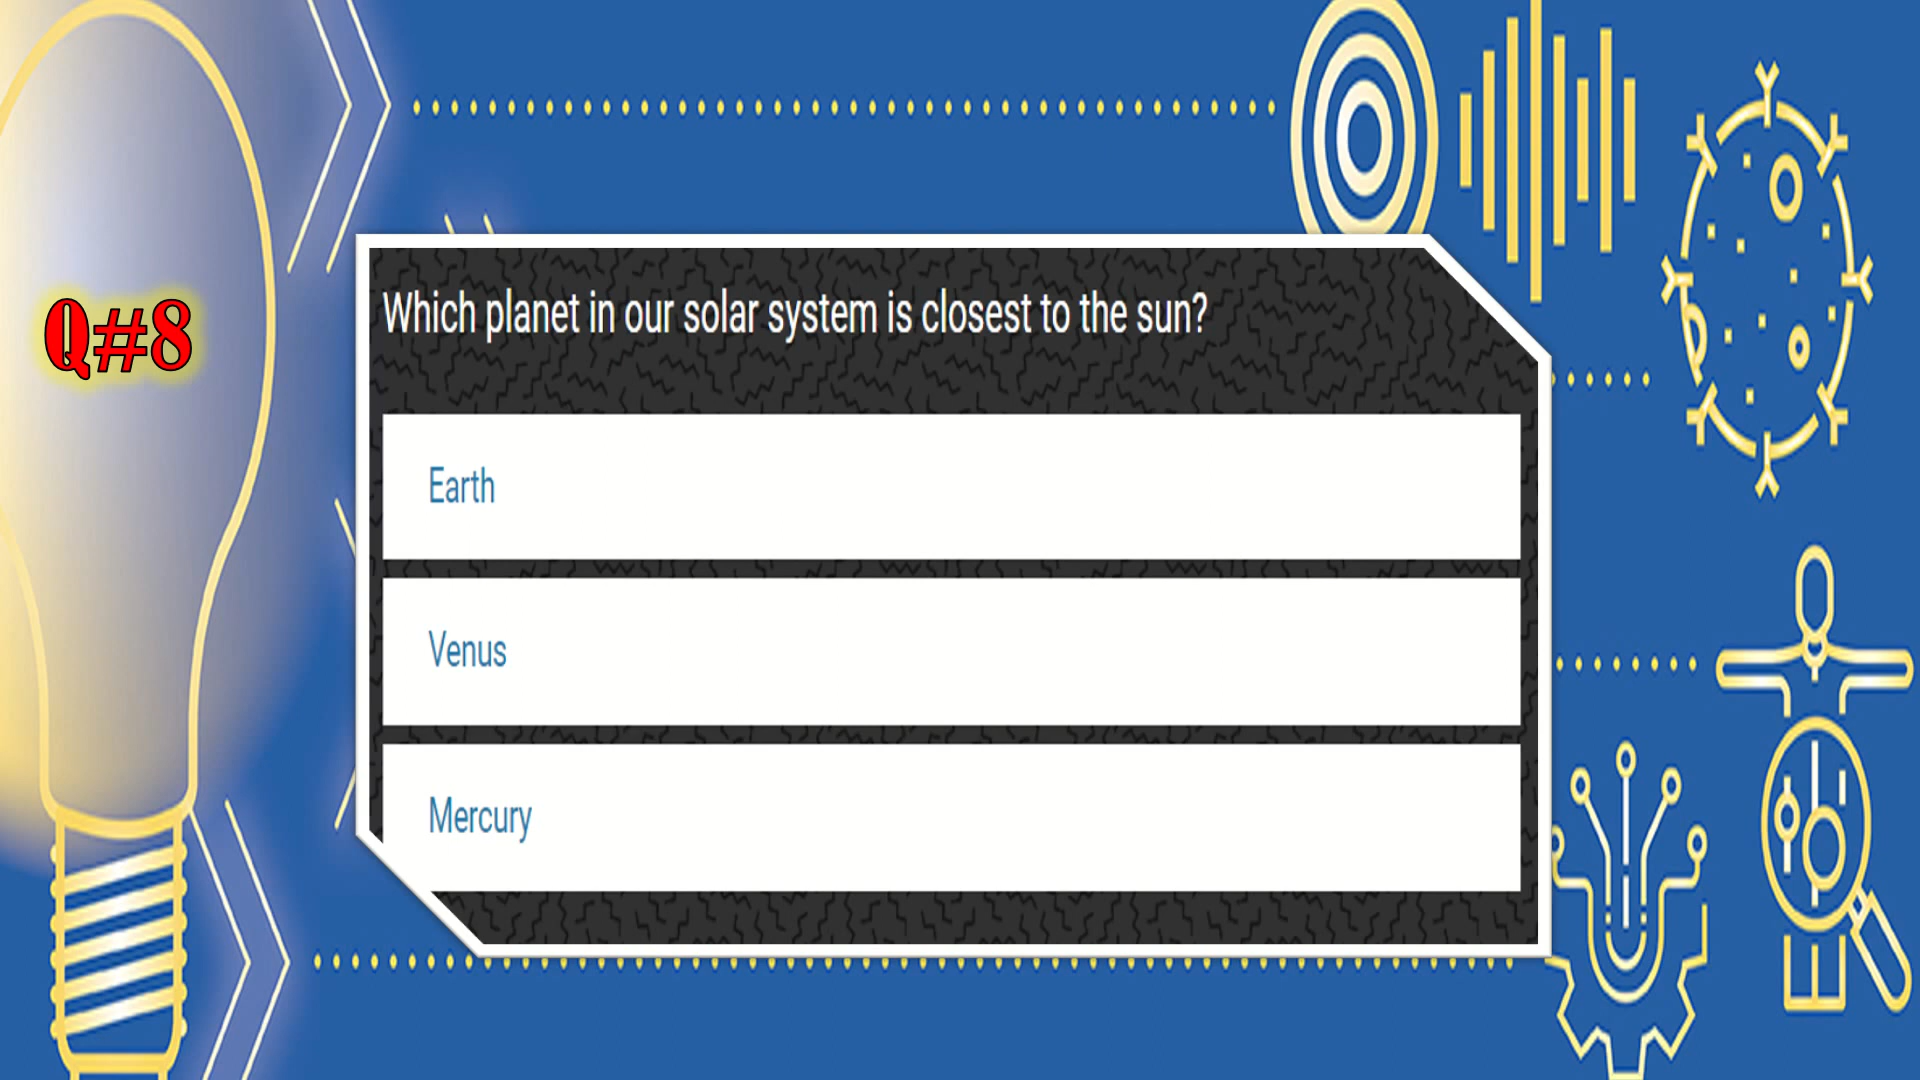 Q#8
Which planet in our solar system is closest to the sun?
Earth
Venus
Mercury